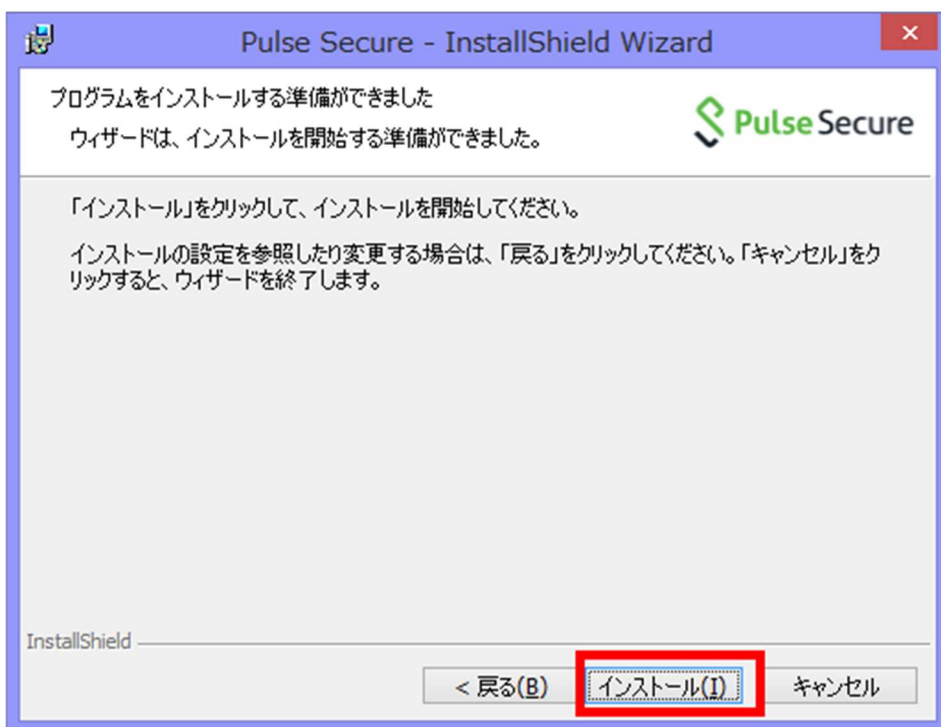 Pulse Secure - InstallShield Wizard
プログラムをインストールする準備ができました
ウィザードは、インストールを開始する準備ができました。
Pulse Secure
「インストール」をクリックして、インストールを開始してください。
インストールの設定を参照したり変更する場合は、「戻る」をクリックしてください。「キャンセル」をク
リックすると、ウィザードを終了します。
InstallShield
< 戻る(B)
インストール(I)
キャンセル